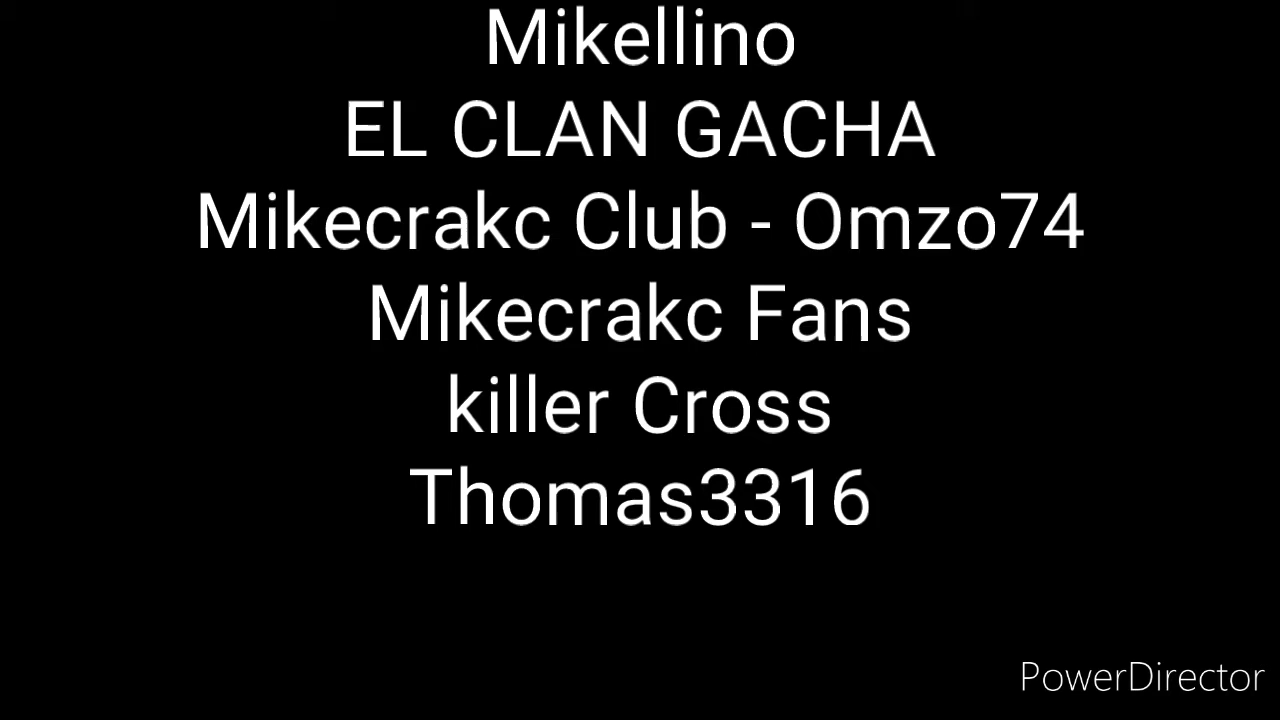 Mikellino
EL CLAN GACHA
Mikecrakc Club - Omzo74
Mikecrakc Fans
killer Cross
Thomas3316
PowerDirector